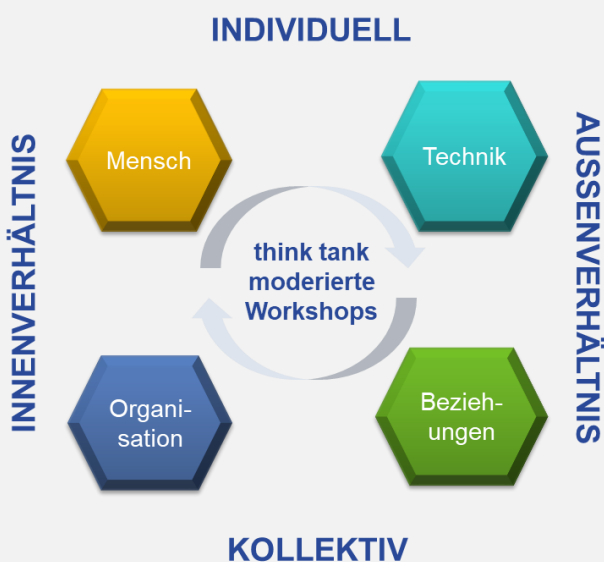 INDIVIDUELL
Mensch
Technik
INNENVERHÄLTNIS
AUSSENVERHÄLTNIS
think tank
moderierte
Workshops
Organi-
sation
Bezieh-
ungen
KOLLEKTIV